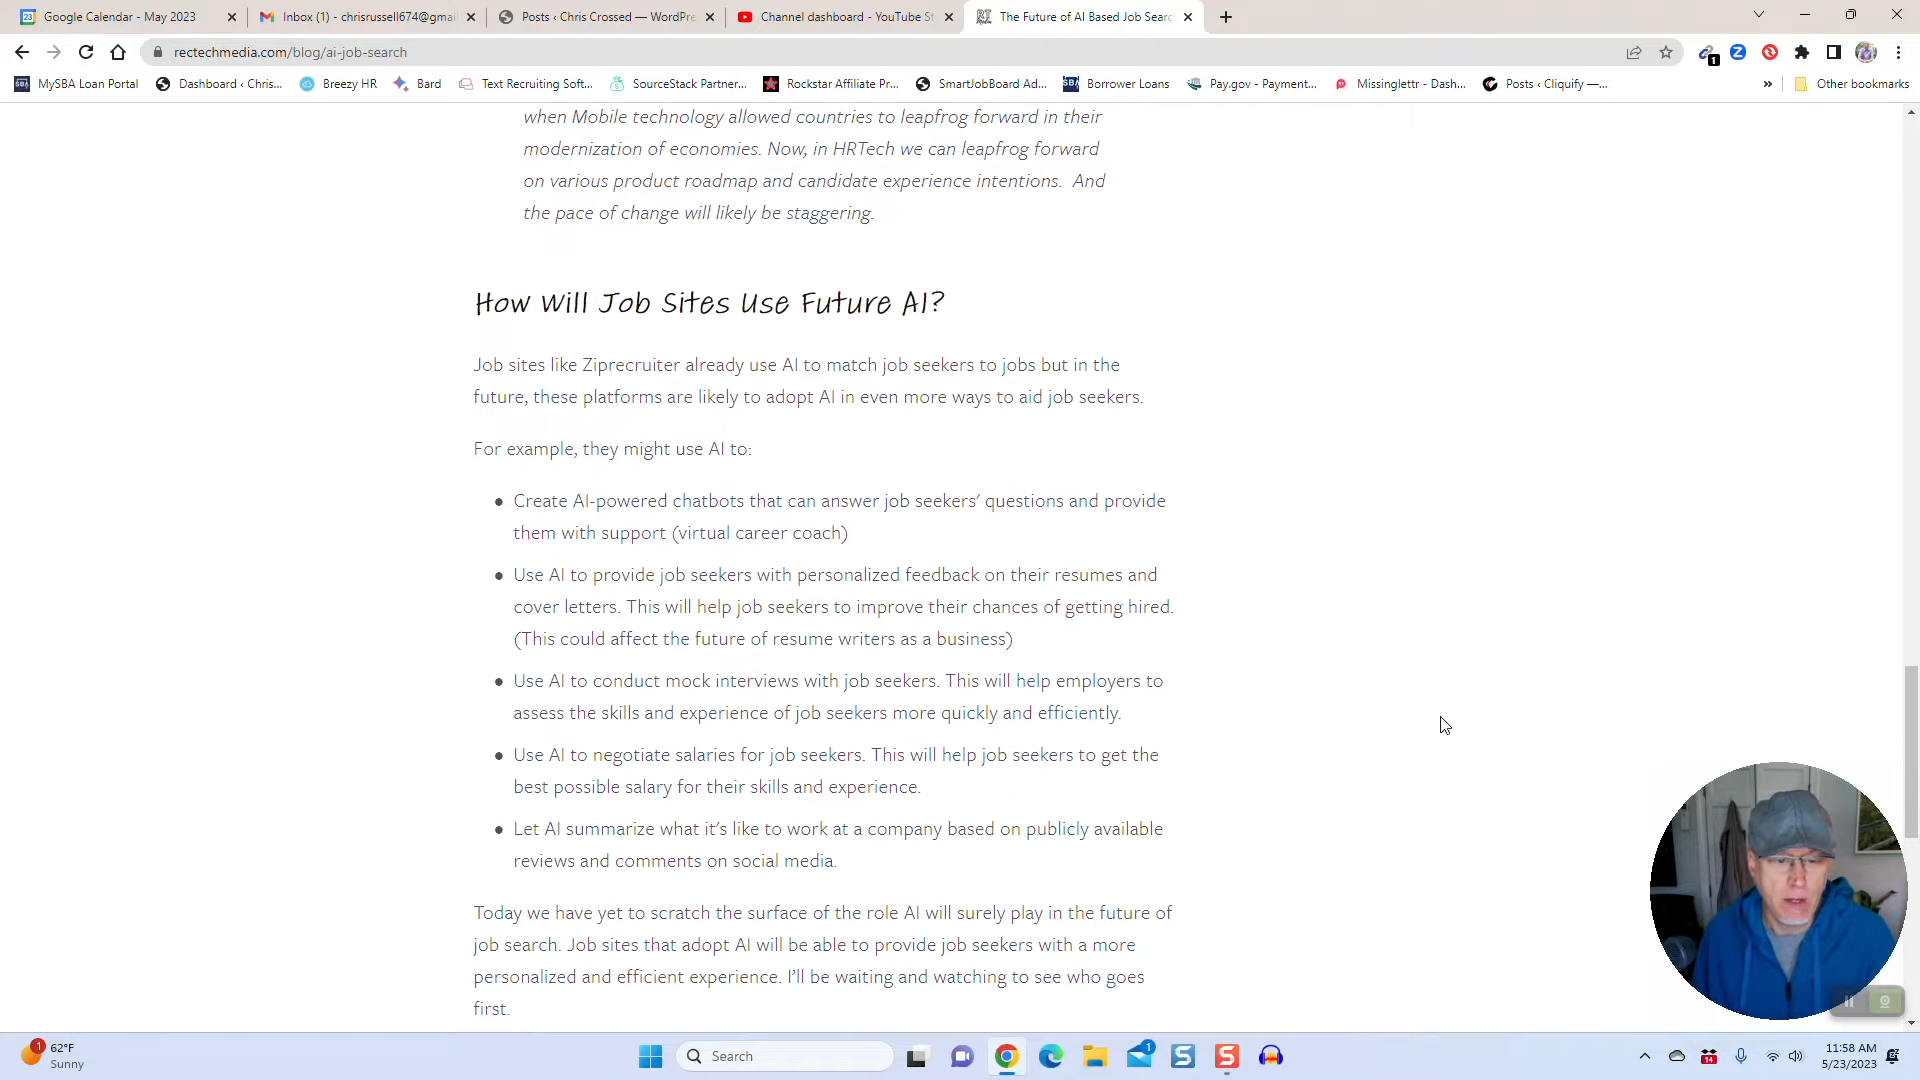 Google Calendar - May 2023
Inbox (1) - chrisrussell674@gmai
Posts ‹ Chris Crossed — WordPre
Channel dashboard - YouTube St
The Future of AI Based Job Searc
rectechmedia.com/blog/ai-job-search
1
MySBA Loan Portal
Dashboard ‹ Chris...
Breezy HR
Bard
Text Recruiting Soft...
SourceStack Partner...
Rockstar Affiliate Pr...
SmartJobBoard Ad...
Borrower Loans
Pay.gov - Payment...
Missinglettr - Dash...
Posts ‹ Cliquify —...
»
Other bookmarks
when Mobile technology allowed countries to leapfrog forward in their
modernization of economies. Now, in HRTech we can leapfrog forward
on various product roadmap and candidate experience intentions. And
the pace of change will likely be staggering.
How Will Job Sites Use Future AI?
Job sites like Ziprecruiter already use AI to match job seekers to jobs but in the
future, these platforms are likely to adopt AI in even more ways to aid job seekers.
For example, they might use AI to:
• Create AI-powered chatbots that can answer job seekers' questions and provide
them with support (virtual career coach)
• Use AI to provide job seekers with personalized feedback on their resumes and
cover letters. This will help job seekers to improve their chances of getting hired.
(This could affect the future of resume writers as a business)
• Use AI to conduct mock interviews with job seekers. This will help employers to
assess the skills and experience of job seekers more quickly and efficiently.
• Use AI to negotiate salaries for job seekers. This will help job seekers to get the
best possible salary for their skills and experience.
• Let AI summarize what it's like to work at a company based on publicly available
reviews and comments on social media.
Today we have yet to scratch the surface of the role AI will surely play in the future of
job search. Job sites that adopt AI will be able to provide job seekers with a more
personalized and efficient experience. I'll be waiting and watching to see who goes
first.
1
62°F
Sunny
Search
1
14
11:58 AM
5/23/2023